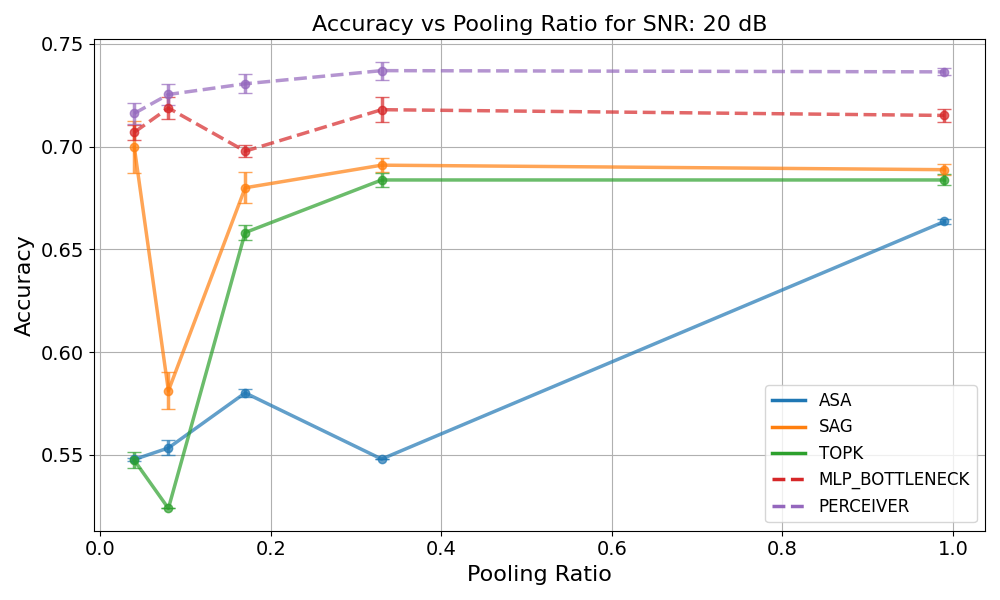 Accuracy vs Pooling Ratio for SNR: 20 dB
0.75
0.70
0.65
0.60
0.55
Accuracy
0.0 0.2 0.4 0.6 0.8 1.0
Pooling Ratio
ASA
SAG
TOPK
MLP_BOTTLENECK
PERCEIVER